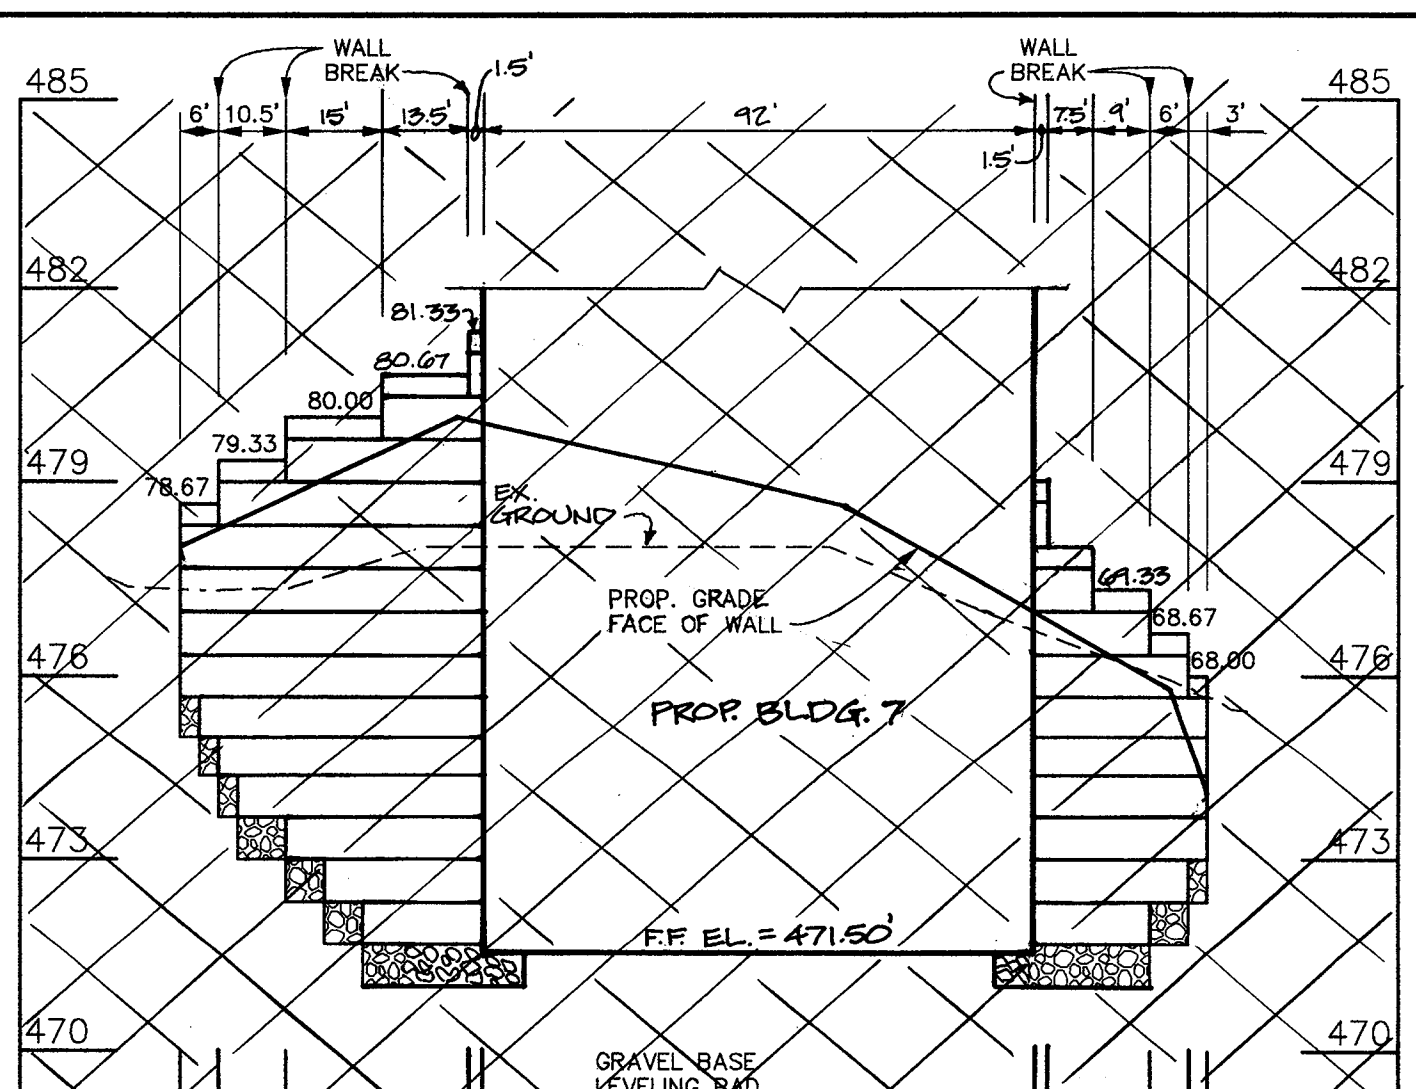 WALL
BREAK
1.5'
WALL
BREAK
485
485
6'
10.5'
15'
13.5'
92'
7.5'
9'
6'
3'
1.5'
482
482
81.33
80.67
80.00
79.33
479
479
78.67
EX.
GROUND
69.33
PROP. GRADE
FACE OF WALL
68.67
476
476
68.00
PROP. BLDG. 7
473
473
F.F. EL. = 471.50'
470
470
GRAVEL BASE
LEVELING PAD